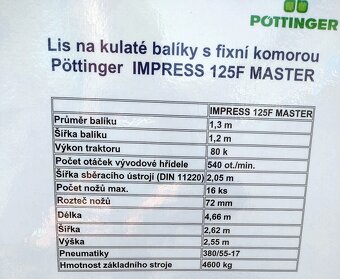 PÖTTINGER
Lis na kulaté balíky s fixní komorou
Pöttinger IMPRESS 125F MASTER
IMPRESS 125F MASTER
Průměr balíku 1,3 m
Šířka balíku 1,2 m
Výkon traktoru 80 k
Počet otáček vývodové hřídele 540 ot./min.
Šířka sběracího ústrojí (DIN 11220) 2,05 m
Počet nožů max. 16 ks
Rozteč nožů 72 mm
Délka 4,66 m
Šířka 2,62 m
Výška 2,55 m
Pneumatiky 380/55-17
Hmotnost základního stroje 4600 kg